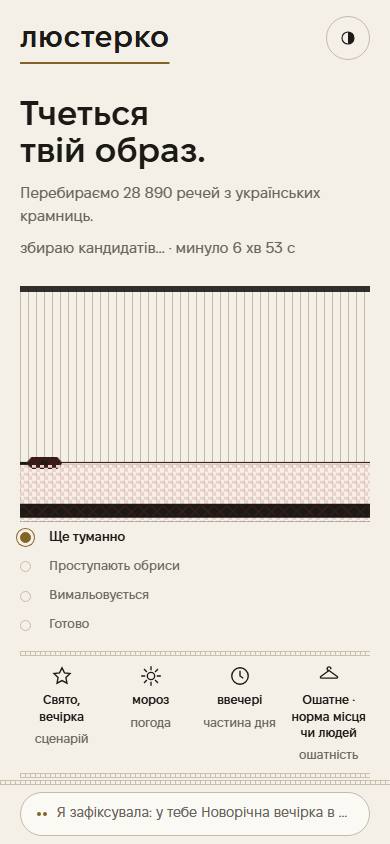 люстерко
Тчеться
твій образ.
Перебираємо 28 890 речей з українських
крамниць.
збираю кандидатів... · минуло 6 хв 53 с
Ще туманно
Проступають обриси
Вимальовується
Готово
Свято,
вечірка
сценарій
мороз
погода
ввечері
частина дня
Ошатне ·
норма місця
чи людей
ошатність
Я зафіксувала: у тебе Новорічна вечірка в ...